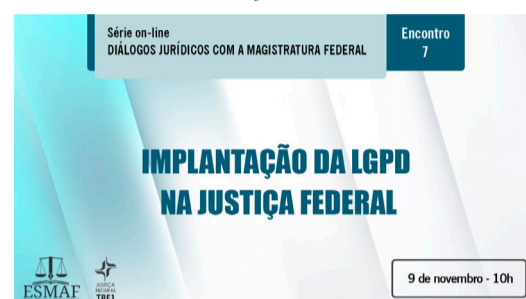 Série on-line
DIÁLOGOS JURÍDICOS COM A MAGISTRATURA FEDERAL
Encontro
7
IMPLANTAÇÃO DA LGPD
NA JUSTIÇA FEDERAL
ESMAF
JUSTIÇA
FEDERAL
TRF1
9 de novembro - 10h